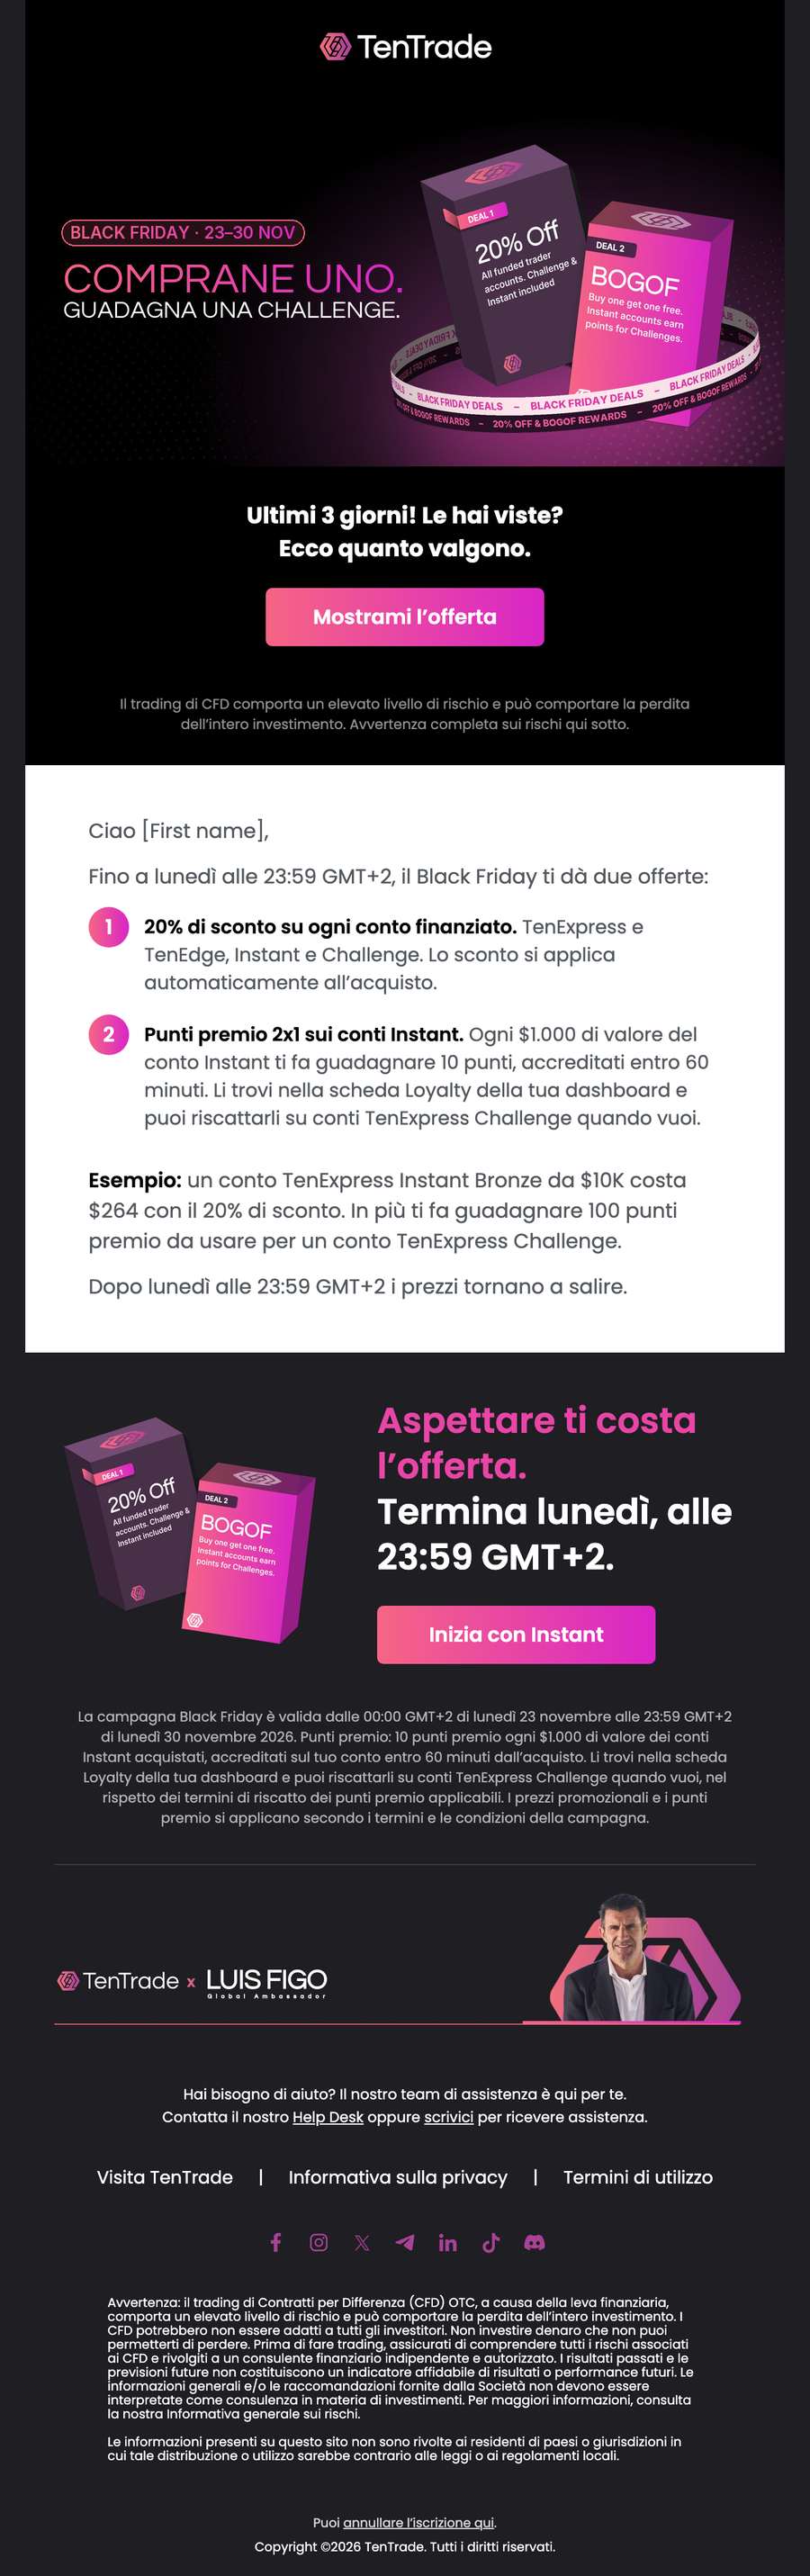 TenTrade
BLACK FRIDAY · 23–30 NOV
COMPRANE UNO.
GUADAGNA UNA CHALLENGE.
DEAL 1
20% Off
All funded trader
accounts. Challenge &
Instant included
DEAL 2
BOGOF
Buy one get one free.
Instant accounts earn
points for Challenges.
BLACK FRIDAY DEALS – BLACK FRIDAY DEALS – BLACK FRIDAY DEALS
20% OFF & BOGOF REWARDS – 20% OFF & BOGOF REWARDS
Ultimi 3 giorni! Le hai viste?
Ecco quanto valgono.
Mostrami l’offerta
Il trading di CFD comporta un elevato livello di rischio e può comportare la perdita
dell’intero investimento. Avvertenza completa sui rischi qui sotto.
Ciao [First name],
Fino a lunedì alle 23:59 GMT+2, il Black Friday ti dà due offerte:
1
20% di sconto su ogni conto finanziato. TenExpress e
TenEdge, Instant e Challenge. Lo sconto si applica
automaticamente all’acquisto.
2
Punti premio 2x1 sui conti Instant. Ogni $1.000 di valore del
conto Instant ti fa guadagnare 10 punti, accreditati entro 60
minuti. Li trovi nella scheda Loyalty della tua dashboard e
puoi riscattarli su conti TenExpress Challenge quando vuoi.
Esempio: un conto TenExpress Instant Bronze da $10K costa
$264 con il 20% di sconto. In più ti fa guadagnare 100 punti
premio da usare per un conto TenExpress Challenge.
Dopo lunedì alle 23:59 GMT+2 i prezzi tornano a salire.
DEAL 1
20% Off
All funded trader
accounts. Challenge &
Instant included
DEAL 2
BOGOF
Buy one get one free.
Instant accounts earn
points for Challenges.
Aspettare ti costa
l’offerta.
Termina lunedì, alle
23:59 GMT+2.
Inizia con Instant
La campagna Black Friday è valida dalle 00:00 GMT+2 di lunedì 23 novembre alle 23:59 GMT+2
di lunedì 30 novembre 2026. Punti premio: 10 punti premio ogni $1.000 di valore dei conti
Instant acquistati, accreditati sul tuo conto entro 60 minuti dall’acquisto. Li trovi nella scheda
Loyalty della tua dashboard e puoi riscattarli su conti TenExpress Challenge quando vuoi, nel
rispetto dei termini di riscatto dei punti premio applicabili. I prezzi promozionali e i punti
premio si applicano secondo i termini e le condizioni della campagna.
TenTrade x LUIS FIGO
Global Ambassador
Hai bisogno di aiuto? Il nostro team di assistenza è qui per te.
Contatta il nostro Help Desk oppure scrivici per ricevere assistenza.
Visita TenTrade | Informativa sulla privacy | Termini di utilizzo
Avvertenza: il trading di Contratti per Differenza (CFD) OTC, a causa della leva finanziaria,
comporta un elevato livello di rischio e può comportare la perdita dell’intero investimento. I
CFD potrebbero non essere adatti a tutti gli investitori. Non investire denaro che non puoi
permetterti di perdere. Prima di fare trading, assicurati di comprendere tutti i rischi associati
ai CFD e rivolgiti a un consulente finanziario indipendente e autorizzato. I risultati passati e le
previsioni future non costituiscono un indicatore affidabile di risultati o performance futuri. Le
informazioni generali e/o le raccomandazioni fornite dalla Società non devono essere
interpretate come consulenza in materia di investimenti. Per maggiori informazioni, consulta
la nostra Informativa generale sui rischi.
Le informazioni presenti su questo sito non sono rivolte ai residenti di paesi o giurisdizioni in
cui tale distribuzione o utilizzo sarebbe contrario alle leggi o ai regolamenti locali.
Puoi annullare l’iscrizione qui.
Copyright ©2026 TenTrade. Tutti i diritti riservati.